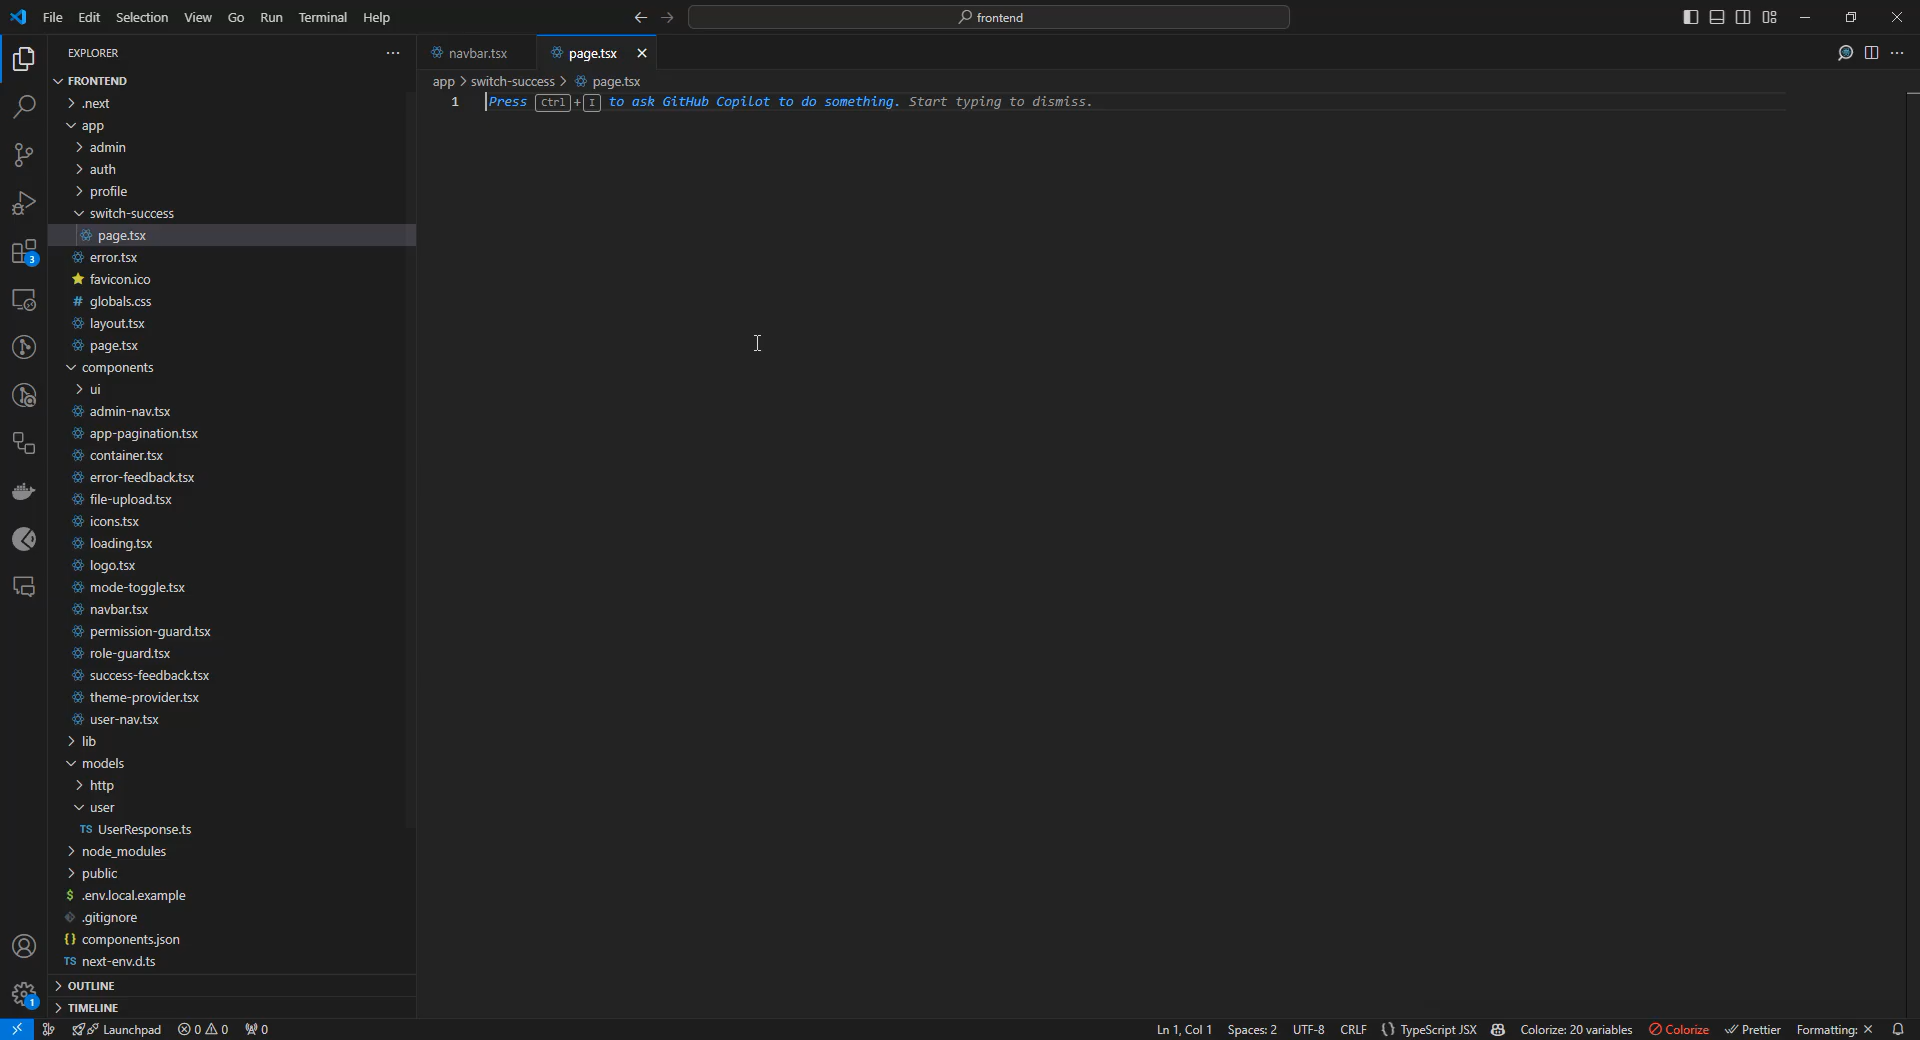 File Edit Selection View Go Run Terminal Help
frontend
EXPLORER
navbar.tsx
page.tsx
FRONTEND
app > switch-success > page.tsx
1 Press Ctrl+I to ask GitHub Copilot to do something. Start typing to dismiss.
.next
app
admin
auth
profile
switch-success
page.tsx
error.tsx
favicon.ico
# globals.css
layout.tsx
page.tsx
components
ui
admin-nav.tsx
app-pagination.tsx
container.tsx
error-feedback.tsx
file-upload.tsx
icons.tsx
loading.tsx
logo.tsx
mode-toggle.tsx
navbar.tsx
permission-guard.tsx
role-guard.tsx
success-feedback.tsx
theme-provider.tsx
user-nav.tsx
lib
models
http
user
TS UserResponse.ts
node_modules
public
$ .env.local.example
.gitignore
{} components.json
TS next-env.d.ts
OUTLINE
TIMELINE
3
1
Launchpad 0 0 0
Ln 1, Col 1 Spaces: 2 UTF-8 CRLF {} TypeScript JSX Colorize: 20 variables Colorize Prettier Formatting: ×